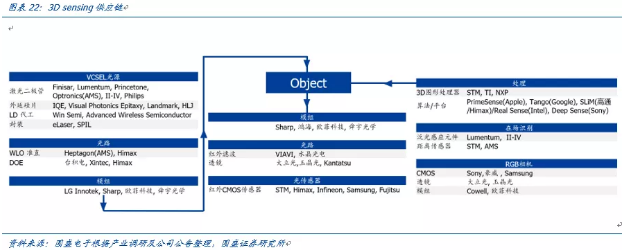 图表 22：3D sensing 供应链
VCSEL光源
激光二极管 Finisar, Lumentum, Princetone,
Optronics(AMS), II-IV, Philips
外延硅片 IQE, Visual Photonics Epitaxy, Landmark, HLJ
LD 代工 Win Semi, Advanced Wireless Semiconductor
封装 eLaser, SPIL
光路
WLO 准直 Heptagon(AMS), Himax
DOE 台积电, Xintec, Himax
模组
LG Innotek, Sharp, 欧菲科技, 舜宇光学
Object
模组
Sharp, 鸿海, 欧菲科技, 舜宇光学
光路
红外滤波 VIAVI, 水晶光电
透镜 大立光,玉晶光, Kantatsu
光传感器
红外CMOS传感器 STM, Himax, Infineon, Samsung, Fujitsu
处理
3D图形处理器 STM, TI, NXP
算法/平台 PrimeSense(Apple), Tango(Google), SLiM(高通
/Himax)/Real Sense(Intel), Deep Sense(Sony)
在场识别
泛光感应元件 Lumentum, II-IV
距离传感器 STM, AMS
RGB相机
CMOS Sony,豪威, Samsung
透镜 大立光, 玉晶光
模组 Cowell, 欧菲科技
资料来源：国盛电子根据产业调研及公司公告整理，国盛证券研究所